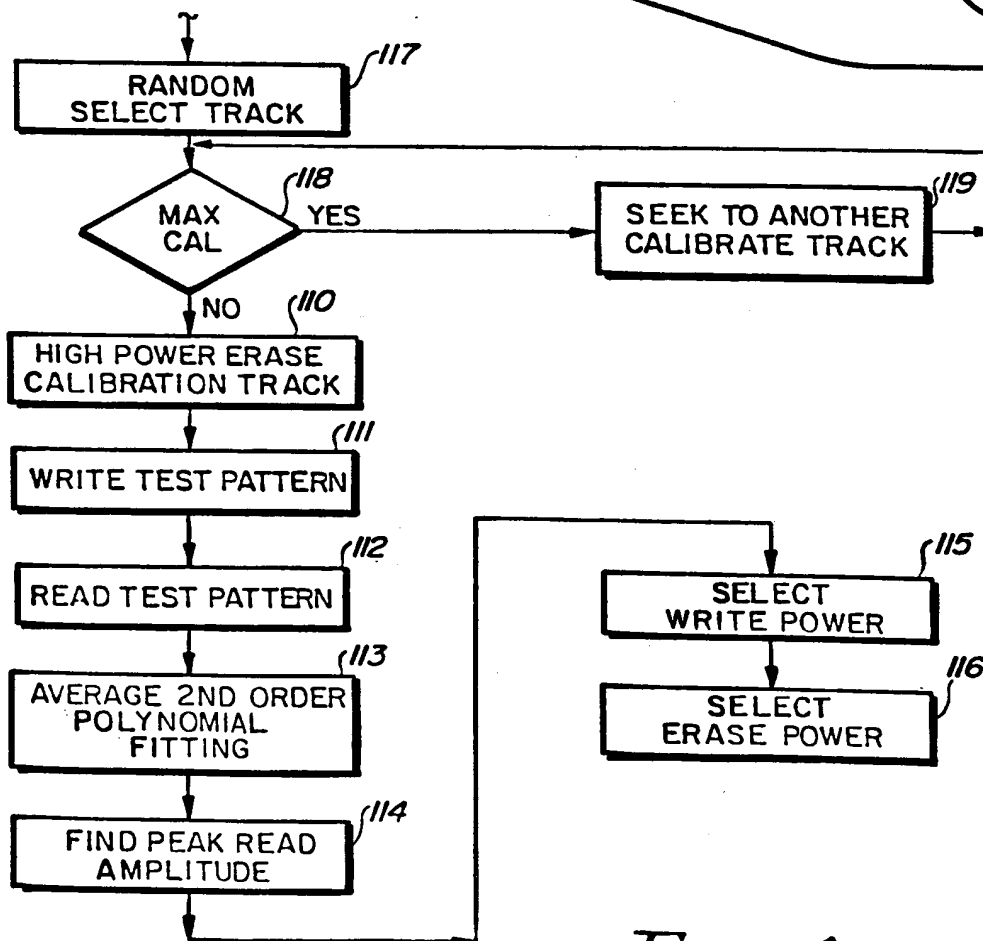 117
RANDOM
SELECT TRACK
118
MAX
CAL
YES
119
SEEK TO ANOTHER
CALIBRATE TRACK
NO
110
HIGH POWER ERASE
CALIBRATION TRACK
111
WRITE TEST PATTERN
112
READ TEST PATTERN
113
AVERAGE 2ND ORDER
POLYNOMIAL
FITTING
114
FIND PEAK READ
AMPLITUDE
115
SELECT
WRITE POWER
116
SELECT
ERASE POWER